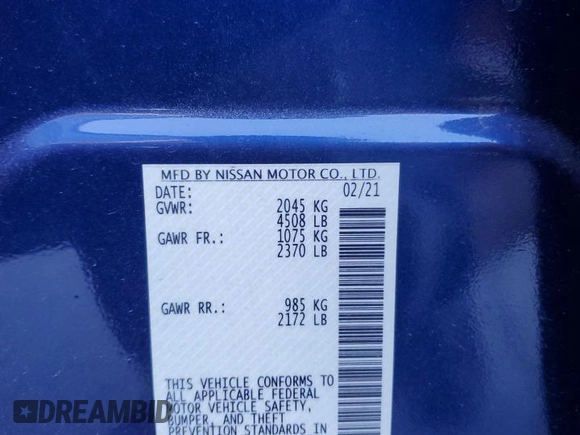 MFD BY NISSAN MOTOR CO., LTD.
DATE: 02/21
GVWR: 2045 KG
4508 LB
GAWR FR.: 1075 KG
2370 LB
GAWR RR.: 985 KG
2172 LB
THIS VEHICLE CONFORMS TO
ALL APPLICABLE FEDERAL
MOTOR VEHICLE SAFETY,
BUMPER, AND THEFT
PREVENTION STANDARDS IN
DREAMBID